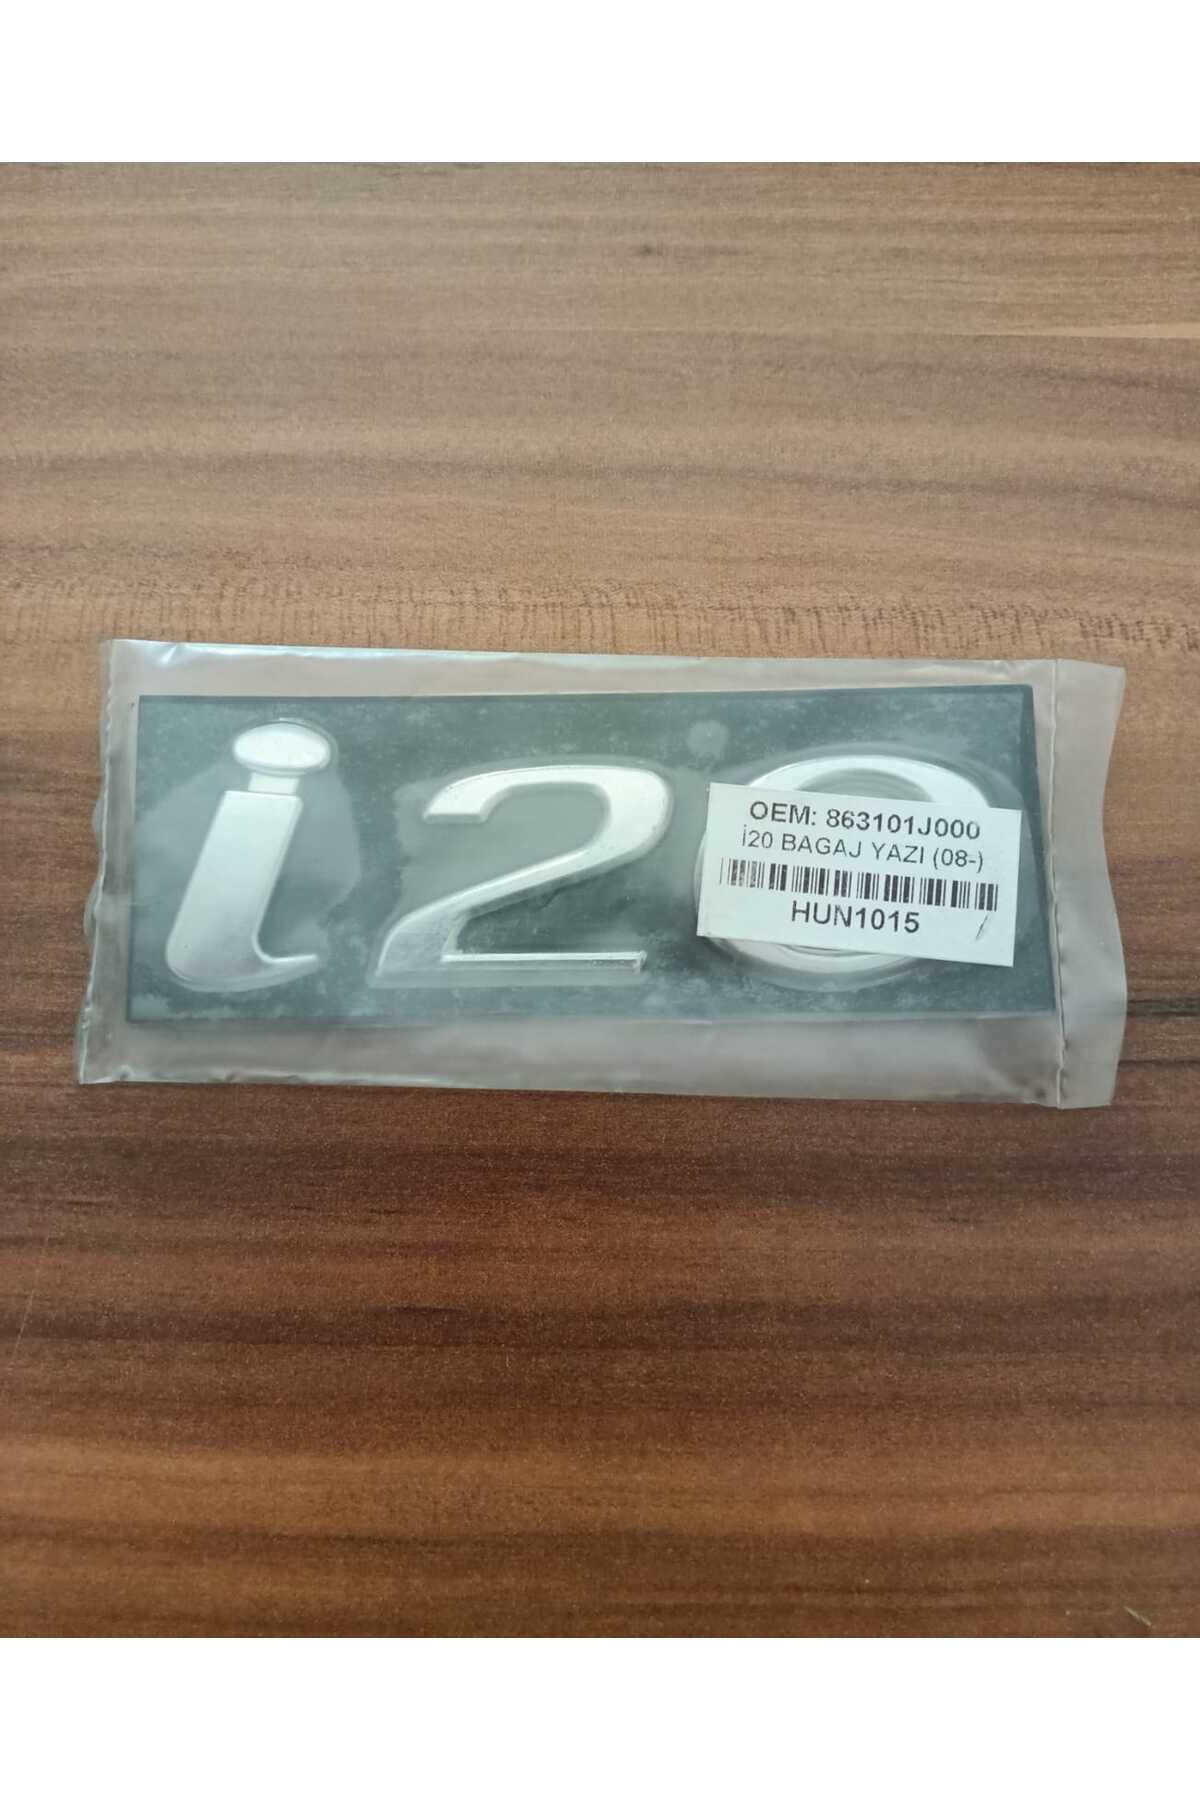 i20
OEM: 863101J000
İ20 BAGAJ YAZI (08-)
HUN1015